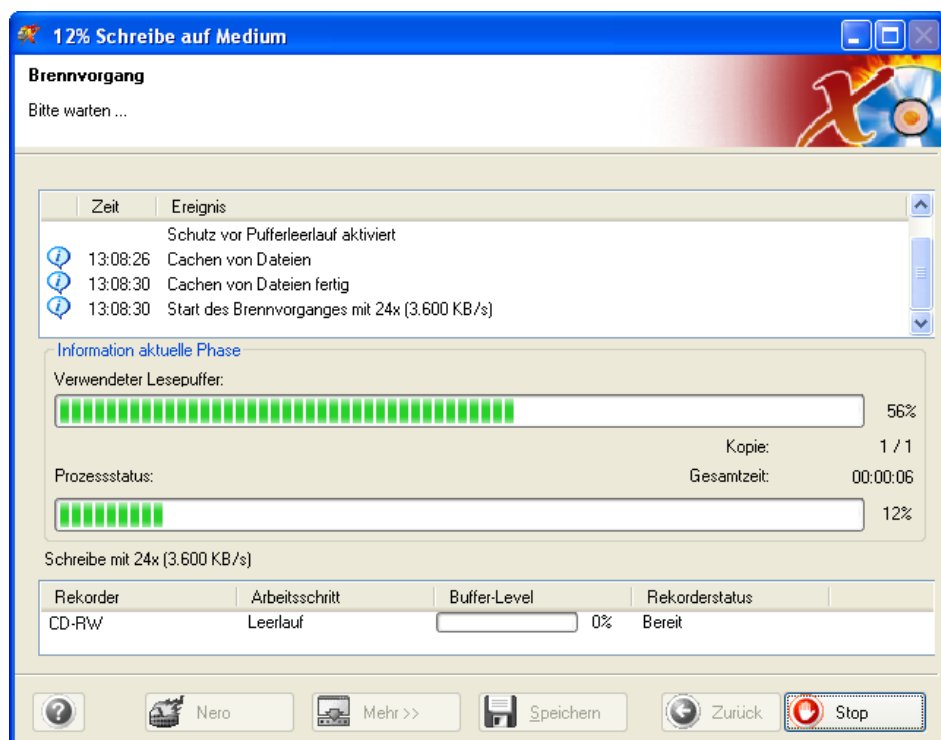 12% Schreibe auf Medium
Brennvorgang
Bitte warten ...
Zeit Ereignis
Schutz vor Pufferleerlauf aktiviert
13:08:26 Cachen von Dateien
13:08:30 Cachen von Dateien fertig
13:08:30 Start des Brennvorganges mit 24x (3.600 KB/s)
Information aktuelle Phase
Verwendeter Lesepuffer:
56%
Kopie: 1 / 1
Prozessstatus: Gesamtzeit: 00:00:06
12%
Schreibe mit 24x (3.600 KB/s)
Rekorder Arbeitsschritt Buffer-Level Rekorderstatus
CD-RW Leerlauf 0% Bereit
Nero Mehr >> Speichern Zurück Stop